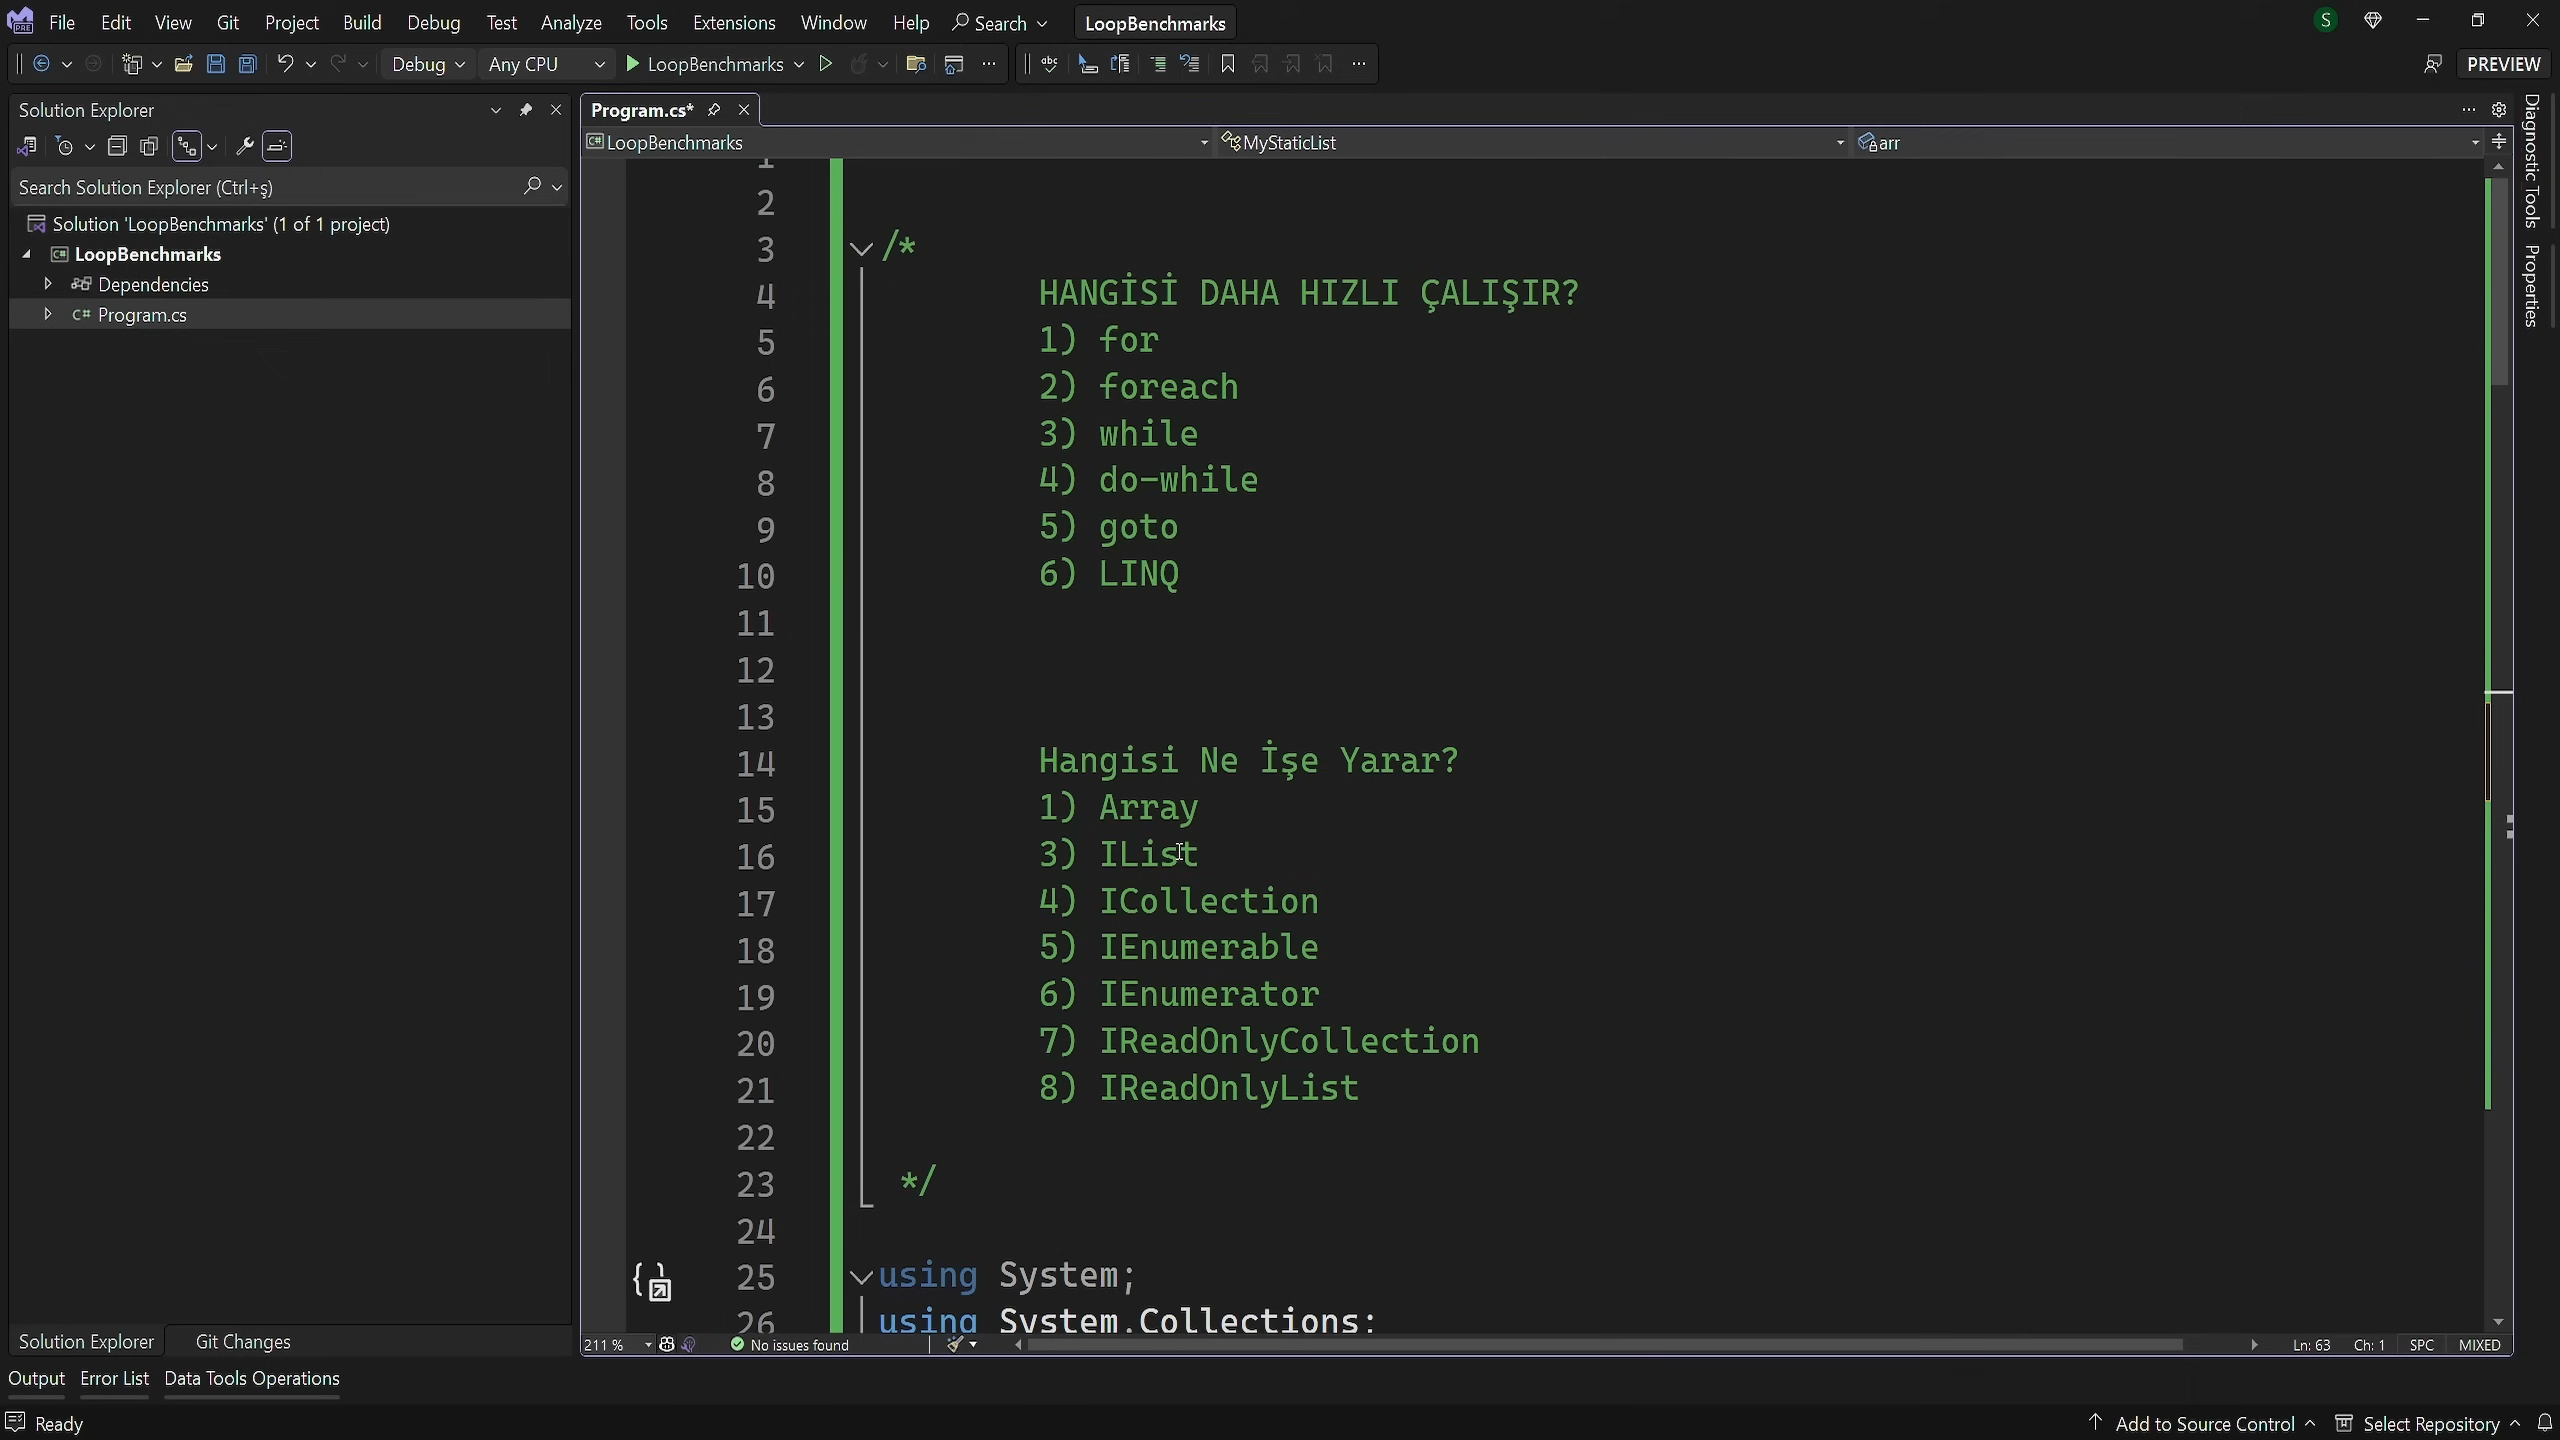 File Edit View Git Project Build Debug Test Analyze Tools Extensions Window Help Search LoopBenchmarks S
Debug Any CPU LoopBenchmarks PREVIEW
Solution Explorer
Search Solution Explorer (Ctrl+ş)
Solution 'LoopBenchmarks' (1 of 1 project)
LoopBenchmarks
Dependencies
C# Program.cs
Solution Explorer Git Changes
Program.cs*
LoopBenchmarks MyStaticList arr
1
2
3 /*
4 HANGİSİ DAHA HIZLI ÇALIŞIR?
5 1) for
6 2) foreach
7 3) while
8 4) do-while
9 5) goto
10 6) LINQ
11
12
13
14 Hangisi Ne İşe Yarar?
15 1) Array
16 3) IList
17 4) ICollection
18 5) IEnumerable
19 6) IEnumerator
20 7) IReadOnlyCollection
21 8) IReadOnlyList
22
23 */
24
25 using System;
26 using System.Collections;
211 % No issues found Ln: 63 Ch: 1 SPC MIXED
Diagnostic Tools
Properties
Output Error List Data Tools Operations
Ready Add to Source Control Select Repository